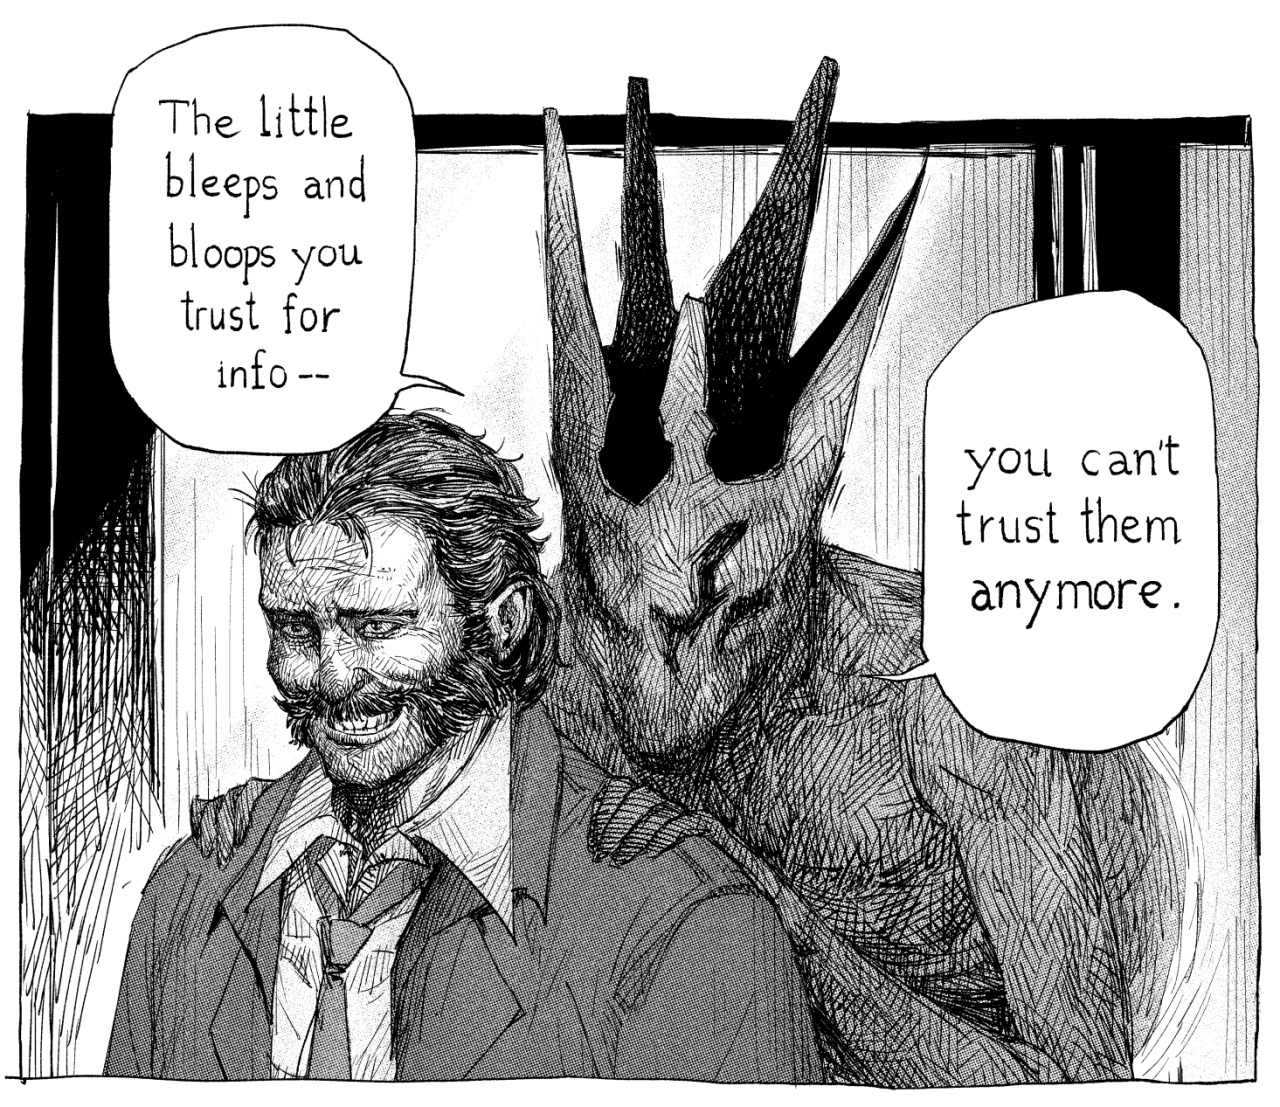 The little
bleeps and
bloops you
trust for
info--
you can't
trust them
anymore.